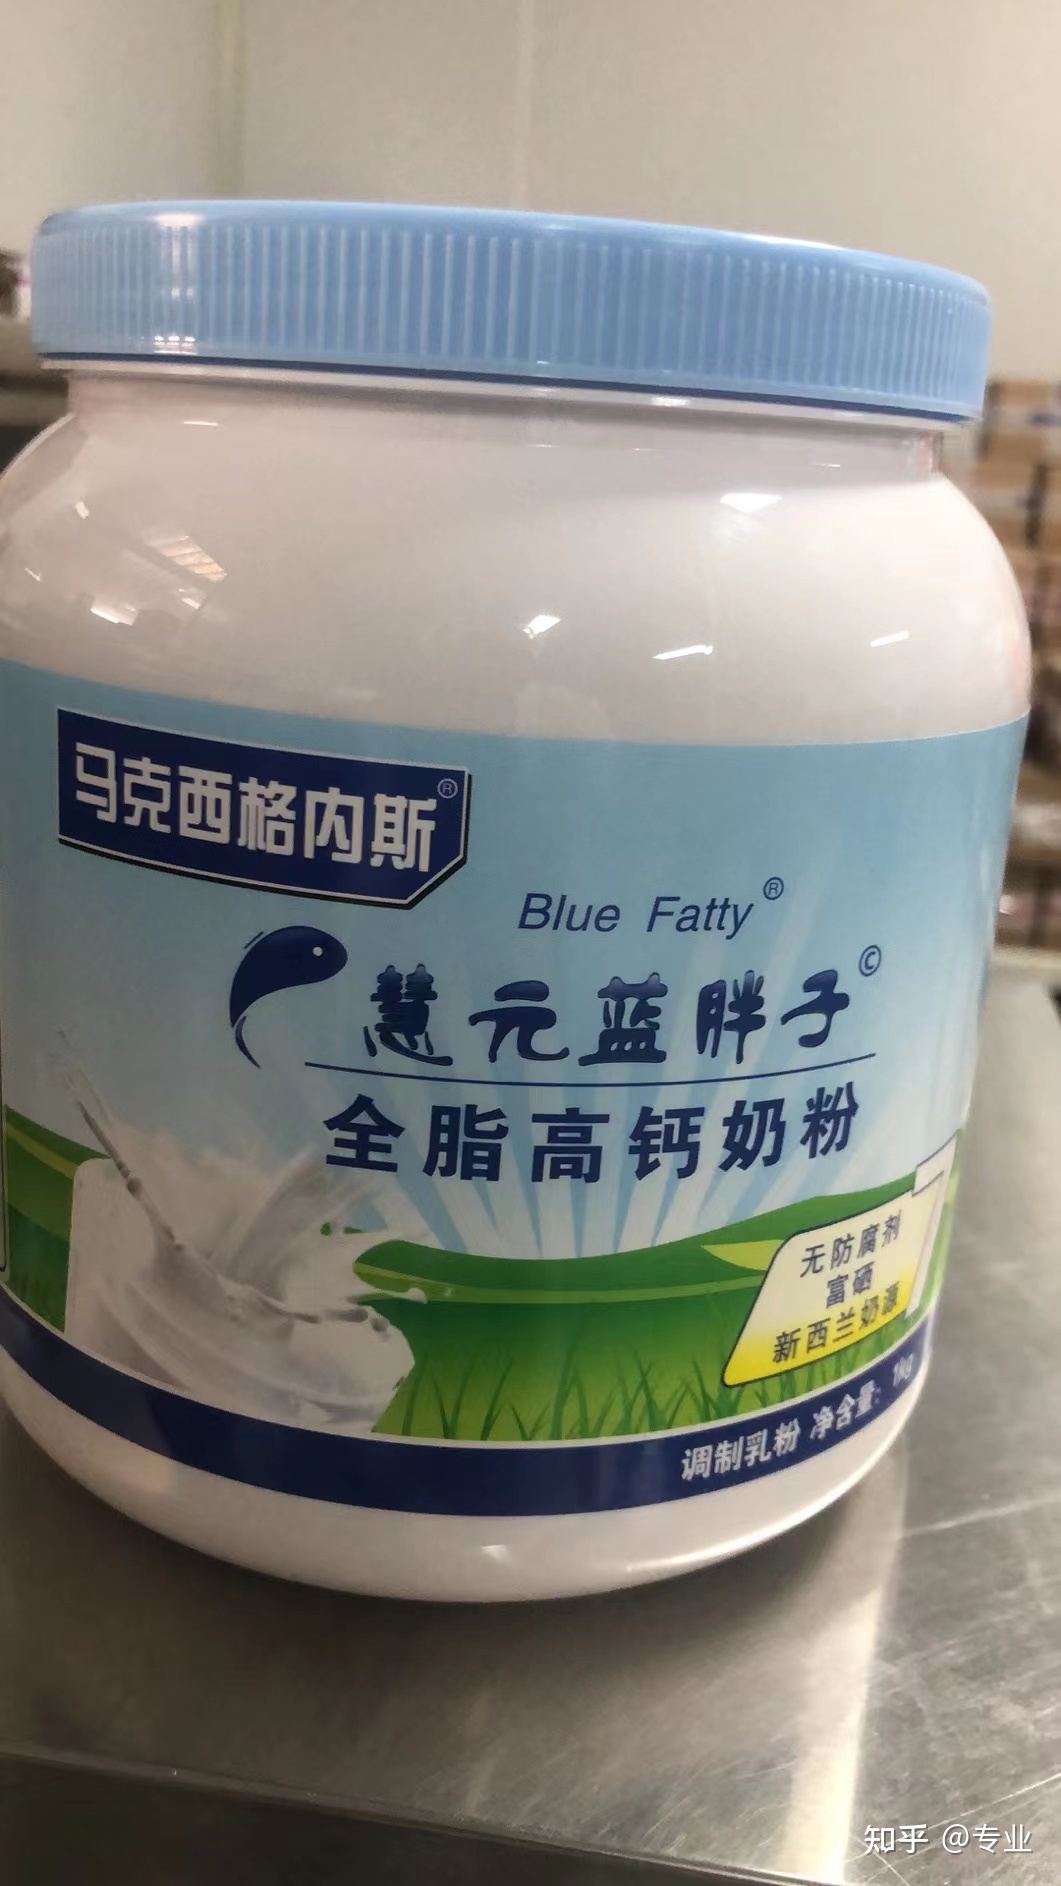 马克西格内斯®
Blue Fatty®
慧元蓝胖子©
全脂高钙奶粉
无防腐剂
富硒
新西兰奶源
调制乳粉 净含量：1kg
知乎 @专业